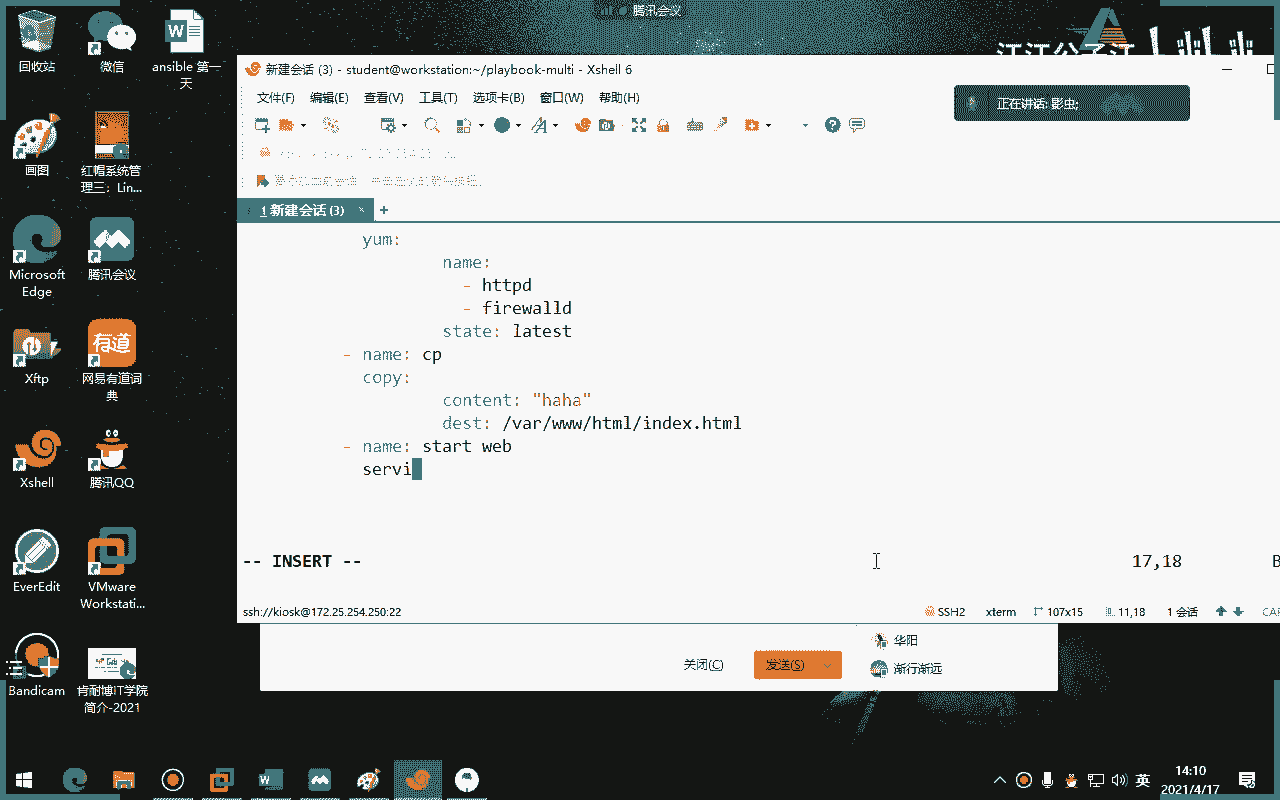 腾讯会议
回收站
微信
ansible 第一天
画图
红帽系统管理三：Lin...
Microsoft Edge
腾讯会议
Xftp
网易有道词典
有道
Xshell
腾讯QQ
EverEdit
VMware Workstati...
Bandicam
肯耐博IT学院简介-2021
新建会话 (3) - student@workstation:~/playbook-multi - Xshell 6
文件(F) 编辑(E) 查看(V) 工具(T) 选项卡(B) 窗口(W) 帮助(H)
正在讲话: 影虫;
1 新建会话 (3) × +
yum:
name:
- httpd
- firewalld
state: latest
- name: cp
copy:
content: "haha"
dest: /var/www/html/index.html
- name: start web
servi
-- INSERT -- 17,18 B
ssh://kiosk@172.25.254.250:22 SSH2 xterm 107x15 11,18 1 会话 CAP
华阳
关闭(C) 发送(S) 渐行渐远
英
14:10
2021/4/17